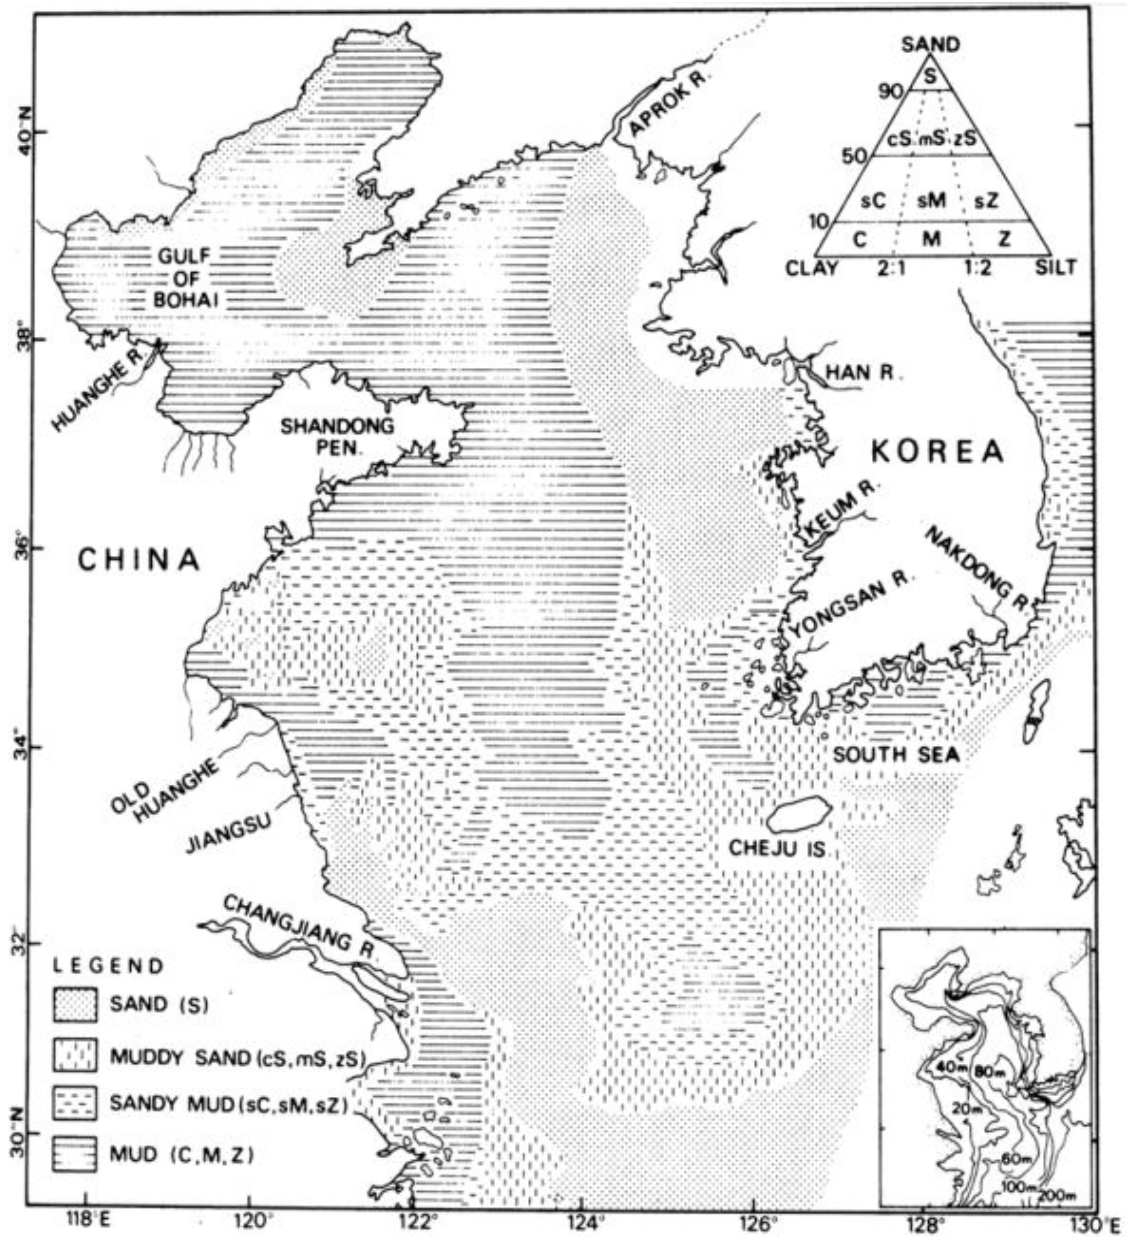 SAND
S
90
cS mS zS
50
sC sM sZ
10
C M Z
CLAY 2:1 1:2 SILT
APROK R.
40°N
GULF
OF
BOHAI
38°
HUANGHE R.
HAN R.
SHANDONG
PEN.
KOREA
KEUM R.
36°
CHINA
NAKDONG R.
YONGSAN R.
34°
SOUTH SEA
OLD
HUANGHE
JIANGSU
CHEJU IS.
CHANGJIANG R
32°
LEGEND
SAND (S)
MUDDY SAND (cS, mS, zS)
SANDY MUD (sC, sM, sZ)
MUD (C, M, Z)
40m 80m
20m
60m
100m 200m
30°N
118°E 120° 122° 124° 126° 128° 130°E